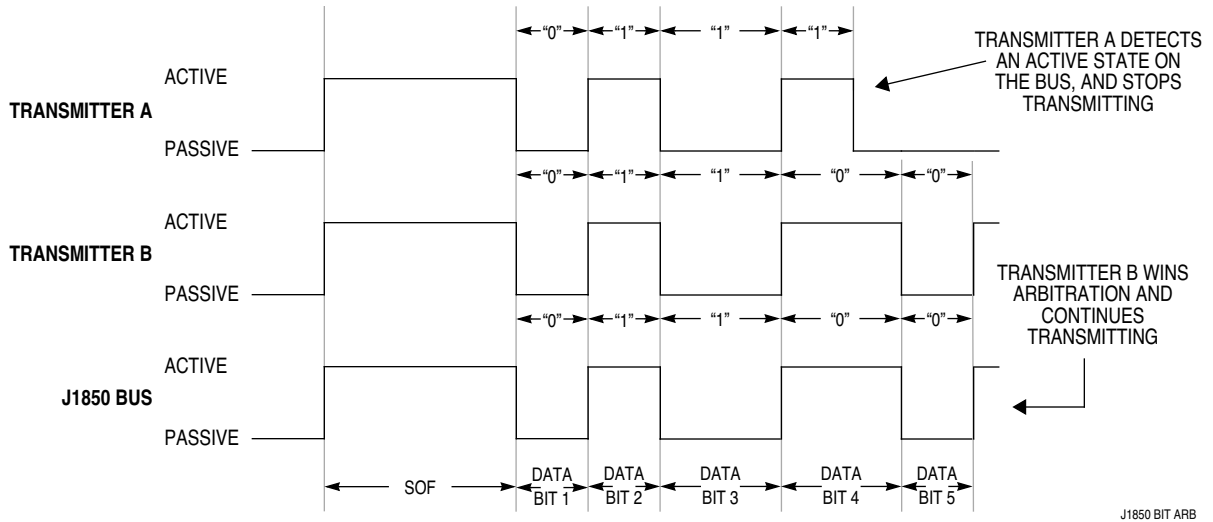 “0” “1” “1” “1”
TRANSMITTER A DETECTS
AN ACTIVE STATE ON
THE BUS, AND STOPS
TRANSMITTING
ACTIVE
TRANSMITTER A
PASSIVE
“0” “1” “1” “0” “0”
ACTIVE
TRANSMITTER B
PASSIVE
TRANSMITTER B WINS
ARBITRATION AND
CONTINUES
TRANSMITTING
“0” “1” “1” “0” “0”
ACTIVE
J1850 BUS
PASSIVE
SOF
DATA
BIT 1
DATA
BIT 2
DATA
BIT 3
DATA
BIT 4
DATA
BIT 5
J1850 BIT ARB